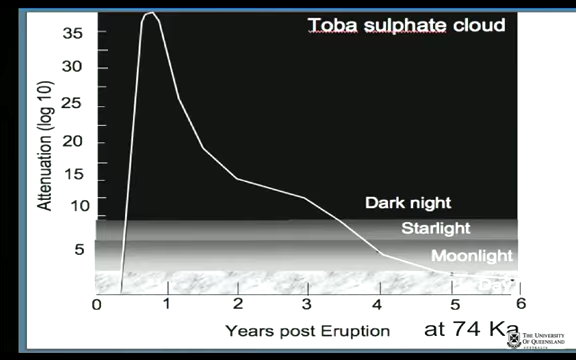 Toba sulphate cloud
35
30
25
20
15
10
5
Attenuation (log 10)
Dark night
Starlight
Moonlight
Day
0 1 2 3 4 5 6
Years post Eruption
at 74 Ka
THE UNIVERSITY
OF QUEENSLAND
AUSTRALIA